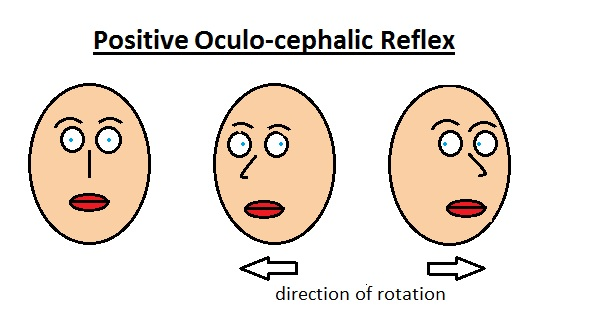 Positive Oculo-cephalic Reflex
direction of rotation